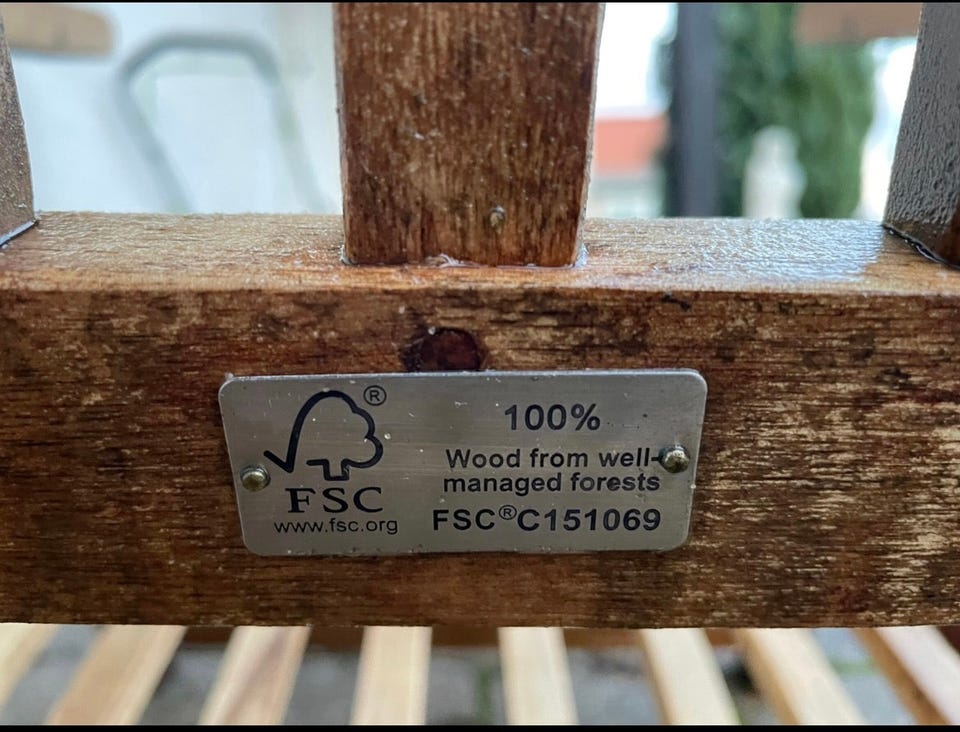 ®
FSC
www.fsc.org
100%
Wood from well-
managed forests
FSC®C151069